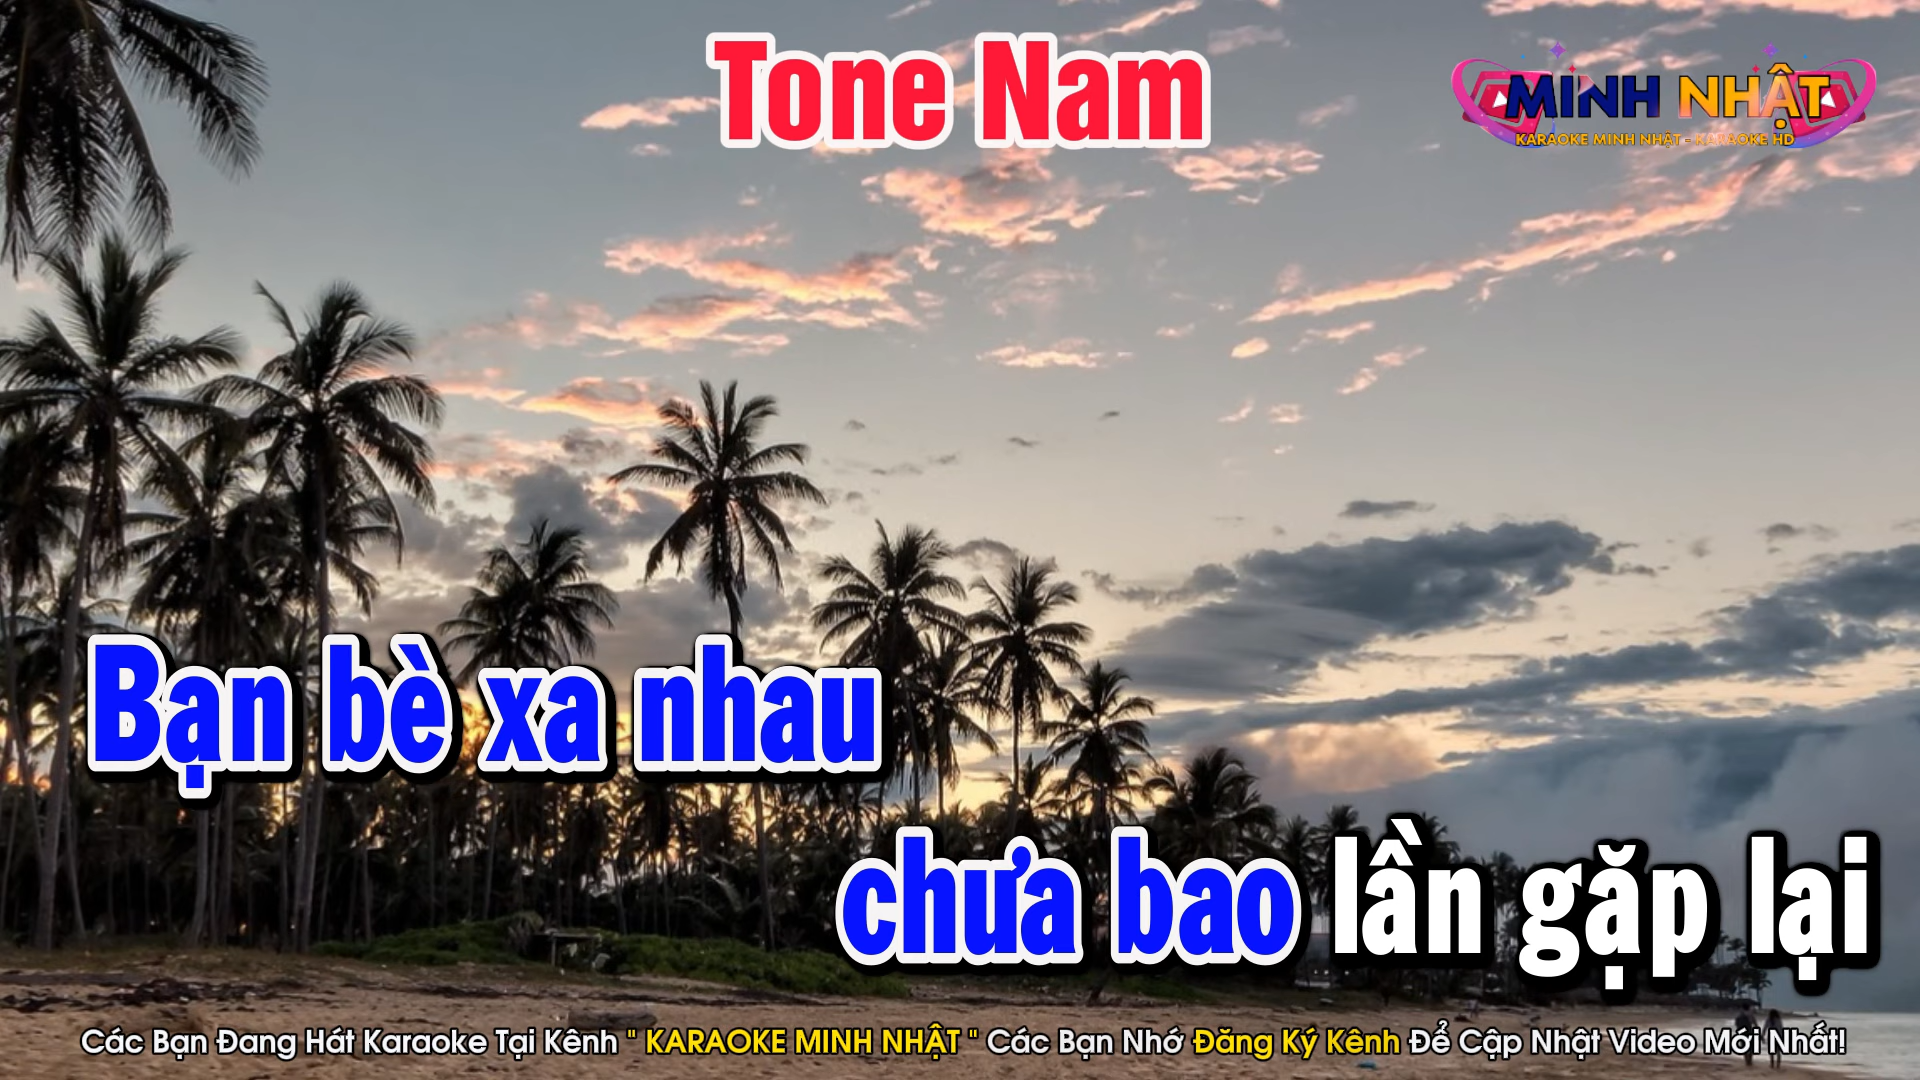 Tone Nam
MINH NHẬT
KARAOKE MINH NHẬT - KARAOKE HD
Bạn bè xa nhau
chưa bao lần gặp lại
Các Bạn Đang Hát Karaoke Tại Kênh " KARAOKE MINH NHẬT " Các Bạn Nhớ Đăng Ký Kênh Để Cập Nhật Video Mới Nhất!